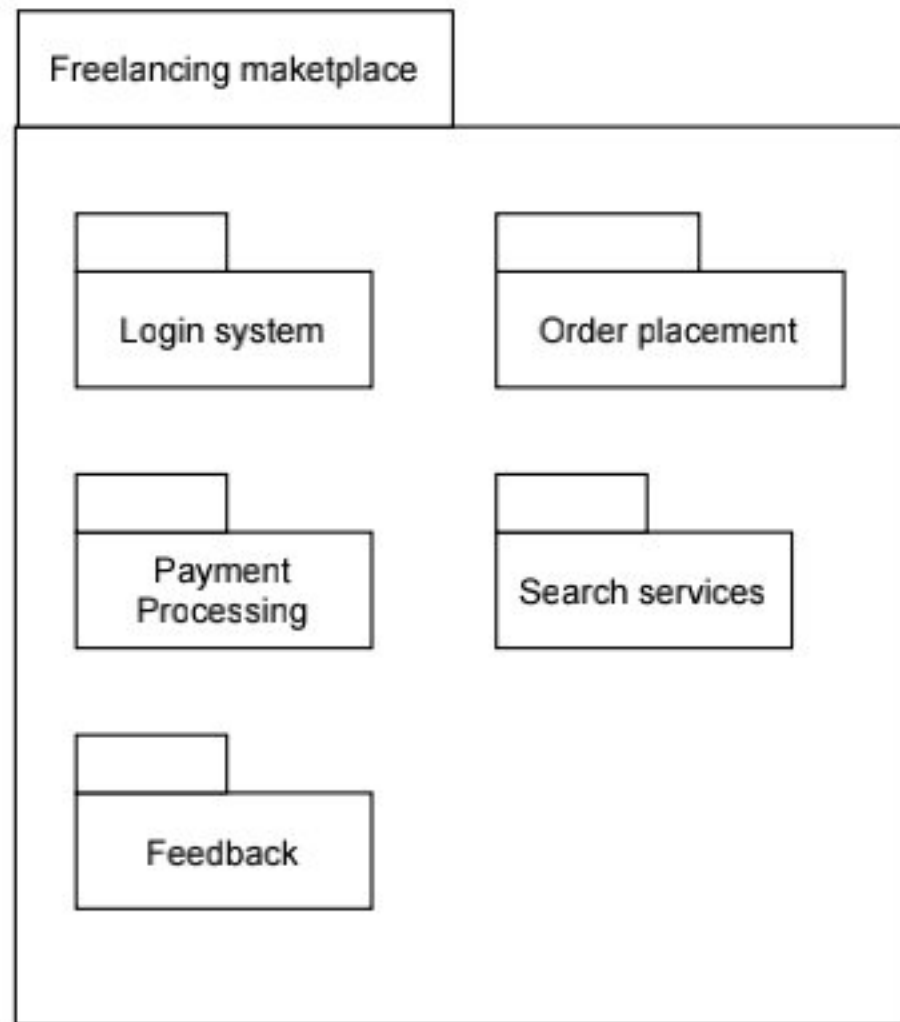 Freelancing maketplace
Login system
Order placement
Payment
Processing
Search services
Feedback